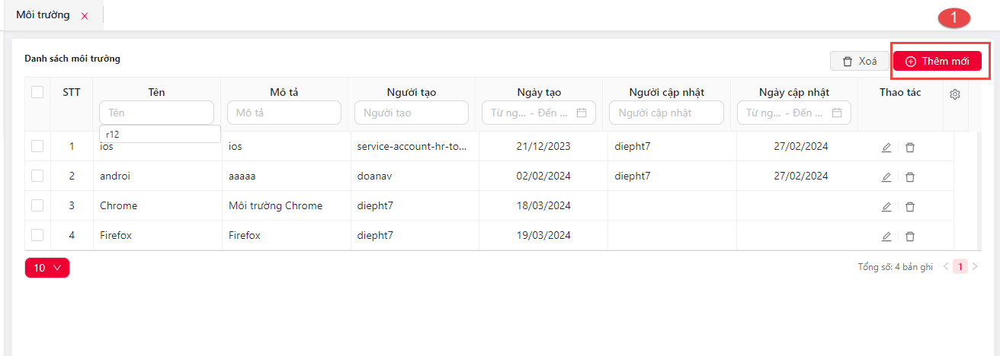 Môi trường
1
Danh sách môi trường
Xoá
Thêm mới
STT Tên Mô tả Người tạo Ngày tạo Người cập nhật Ngày cập nhật Thao tác
Tên Mô tả Người tạo Từ ng... - Đến ... Người cập nhật Từ ng... - Đến ...
r12
1 ios ios service-account-hr-to... 21/12/2023 diepht7 27/02/2024
2 androi aaaaa doanav 02/02/2024 diepht7 27/02/2024
3 Chrome Môi trường Chrome diepht7 18/03/2024
4 Firefox Firefox diepht7 19/03/2024
10 Tổng số: 4 bản ghi 1